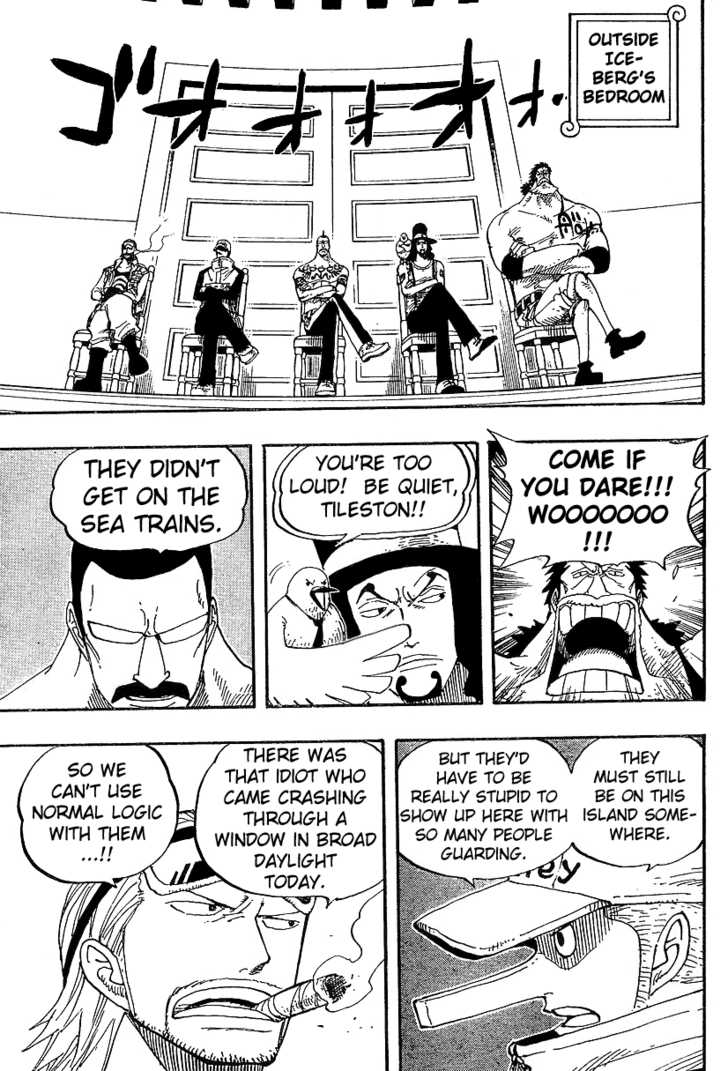 OUTSIDE
ICE-
BERG'S
BEDROOM
ゴオオオオ...
COME IF
YOU DARE!!!
WOOOOOOO
!!!
YOU'RE TOO
LOUD! BE QUIET,
TILESTON!!
THEY DIDN'T
GET ON THE
SEA TRAINS.
THEY
MUST STILL
BE ON THIS
ISLAND SOME-
WHERE.
BUT THEY'D
HAVE TO BE
REALLY STUPID TO
SHOW UP HERE WITH
SO MANY PEOPLE
GUARDING.
THERE WAS
THAT IDIOT WHO
CAME CRASHING
THROUGH A
WINDOW IN BROAD
DAYLIGHT
TODAY.
SO WE
CAN'T USE
NORMAL LOGIC
WITH THEM
...!!